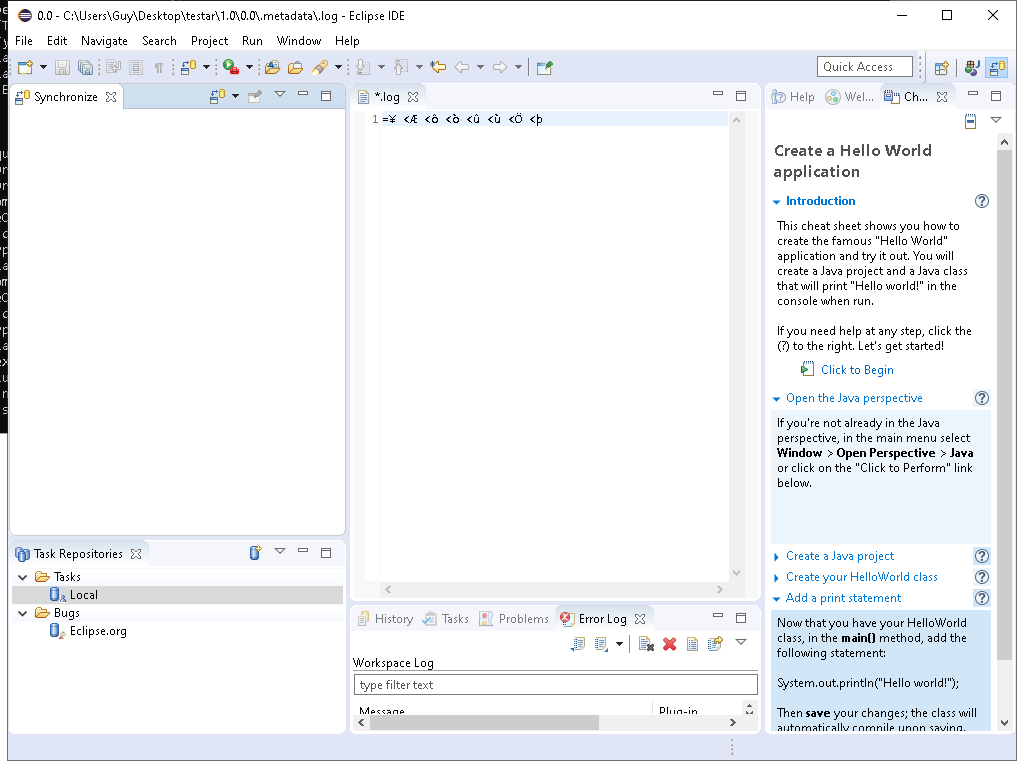 0.0 - C:\Users\Guy\Desktop\testar\1.0\0.0\.metadata\.log - Eclipse IDE
File Edit Navigate Search Project Run Window Help
Quick Access
Synchronize
*.log
1 =¥ <Æ <ô <ò <û <ù <Ö <þ
Help Wel... Ch...
Create a Hello World
application
Introduction
This cheat sheet shows you how to
create the famous "Hello World"
application and try it out. You will
create a Java project and a Java class
that will print "Hello world!" in the
console when run.
If you need help at any step, click the
(?) to the right. Let's get started!
Click to Begin
Open the Java perspective
If you're not already in the Java
perspective, in the main menu select
Window > Open Perspective > Java
or click on the "Click to Perform" link
below.
Create a Java project
Create your HelloWorld class
Add a print statement
Now that you have your HelloWorld
class, in the main() method, add the
following statement:
System.out.println("Hello world!");
Then save your changes; the class will
automatically compile upon saving.
Task Repositories
Tasks
Local
Bugs
Eclipse.org
History Tasks Problems Error Log
Workspace Log
type filter text
Message Plug-in